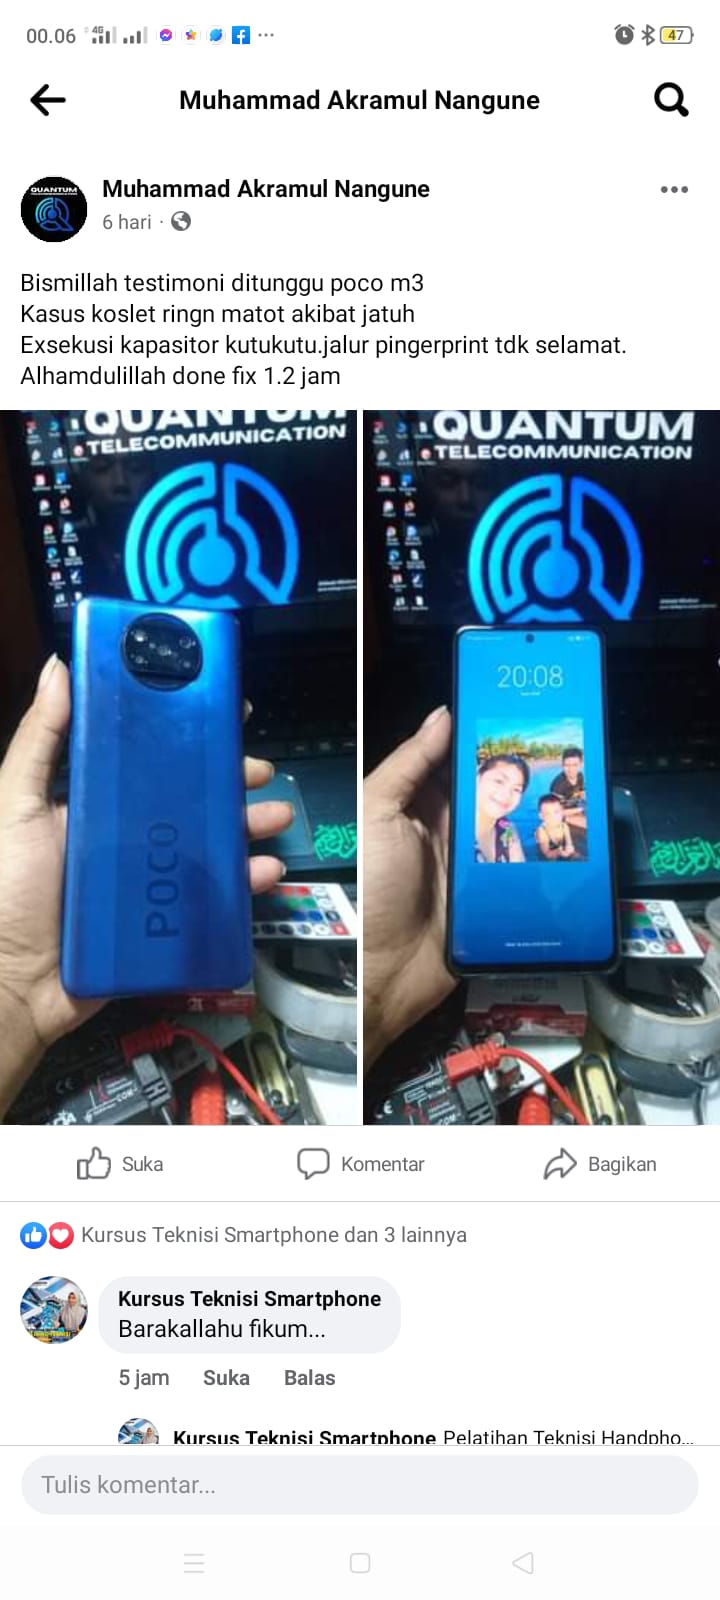 00.06 4G 47
Muhammad Akramul Nangune
QUANTUM
Muhammad Akramul Nangune
6 hari ·
Bismillah testimoni ditunggu poco m3
Kasus koslet ringn matot akibat jatuh
Exsekusi kapasitor kutukutu.jalur pingerprint tdk selamat.
Alhamdulillah done fix 1.2 jam
QUANTUM
TELECOMMUNICATION
POCO
QUANTUM
TELECOMMUNICATION
20:08
Suka Komentar Bagikan
Kursus Teknisi Smartphone dan 3 lainnya
Kursus Teknisi Smartphone
Barakallahu fikum...
5 jam Suka Balas
Kursus Teknisi Smartphone Pelatihan Teknisi Handpho...
Tulis komentar...